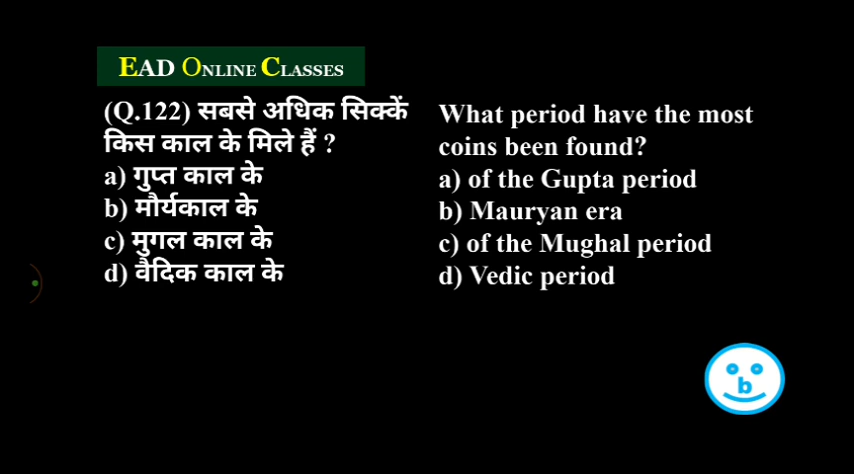 EAD ONLINE CLASSES
(Q.122) सबसे अधिक सिक्कें
किस काल के मिले हैं ?
a) गुप्त काल के
b) मौर्यकाल के
c) मुगल काल के
d) वैदिक काल के
What period have the most
coins been found?
a) of the Gupta period
b) Mauryan era
c) of the Mughal period
d) Vedic period
b